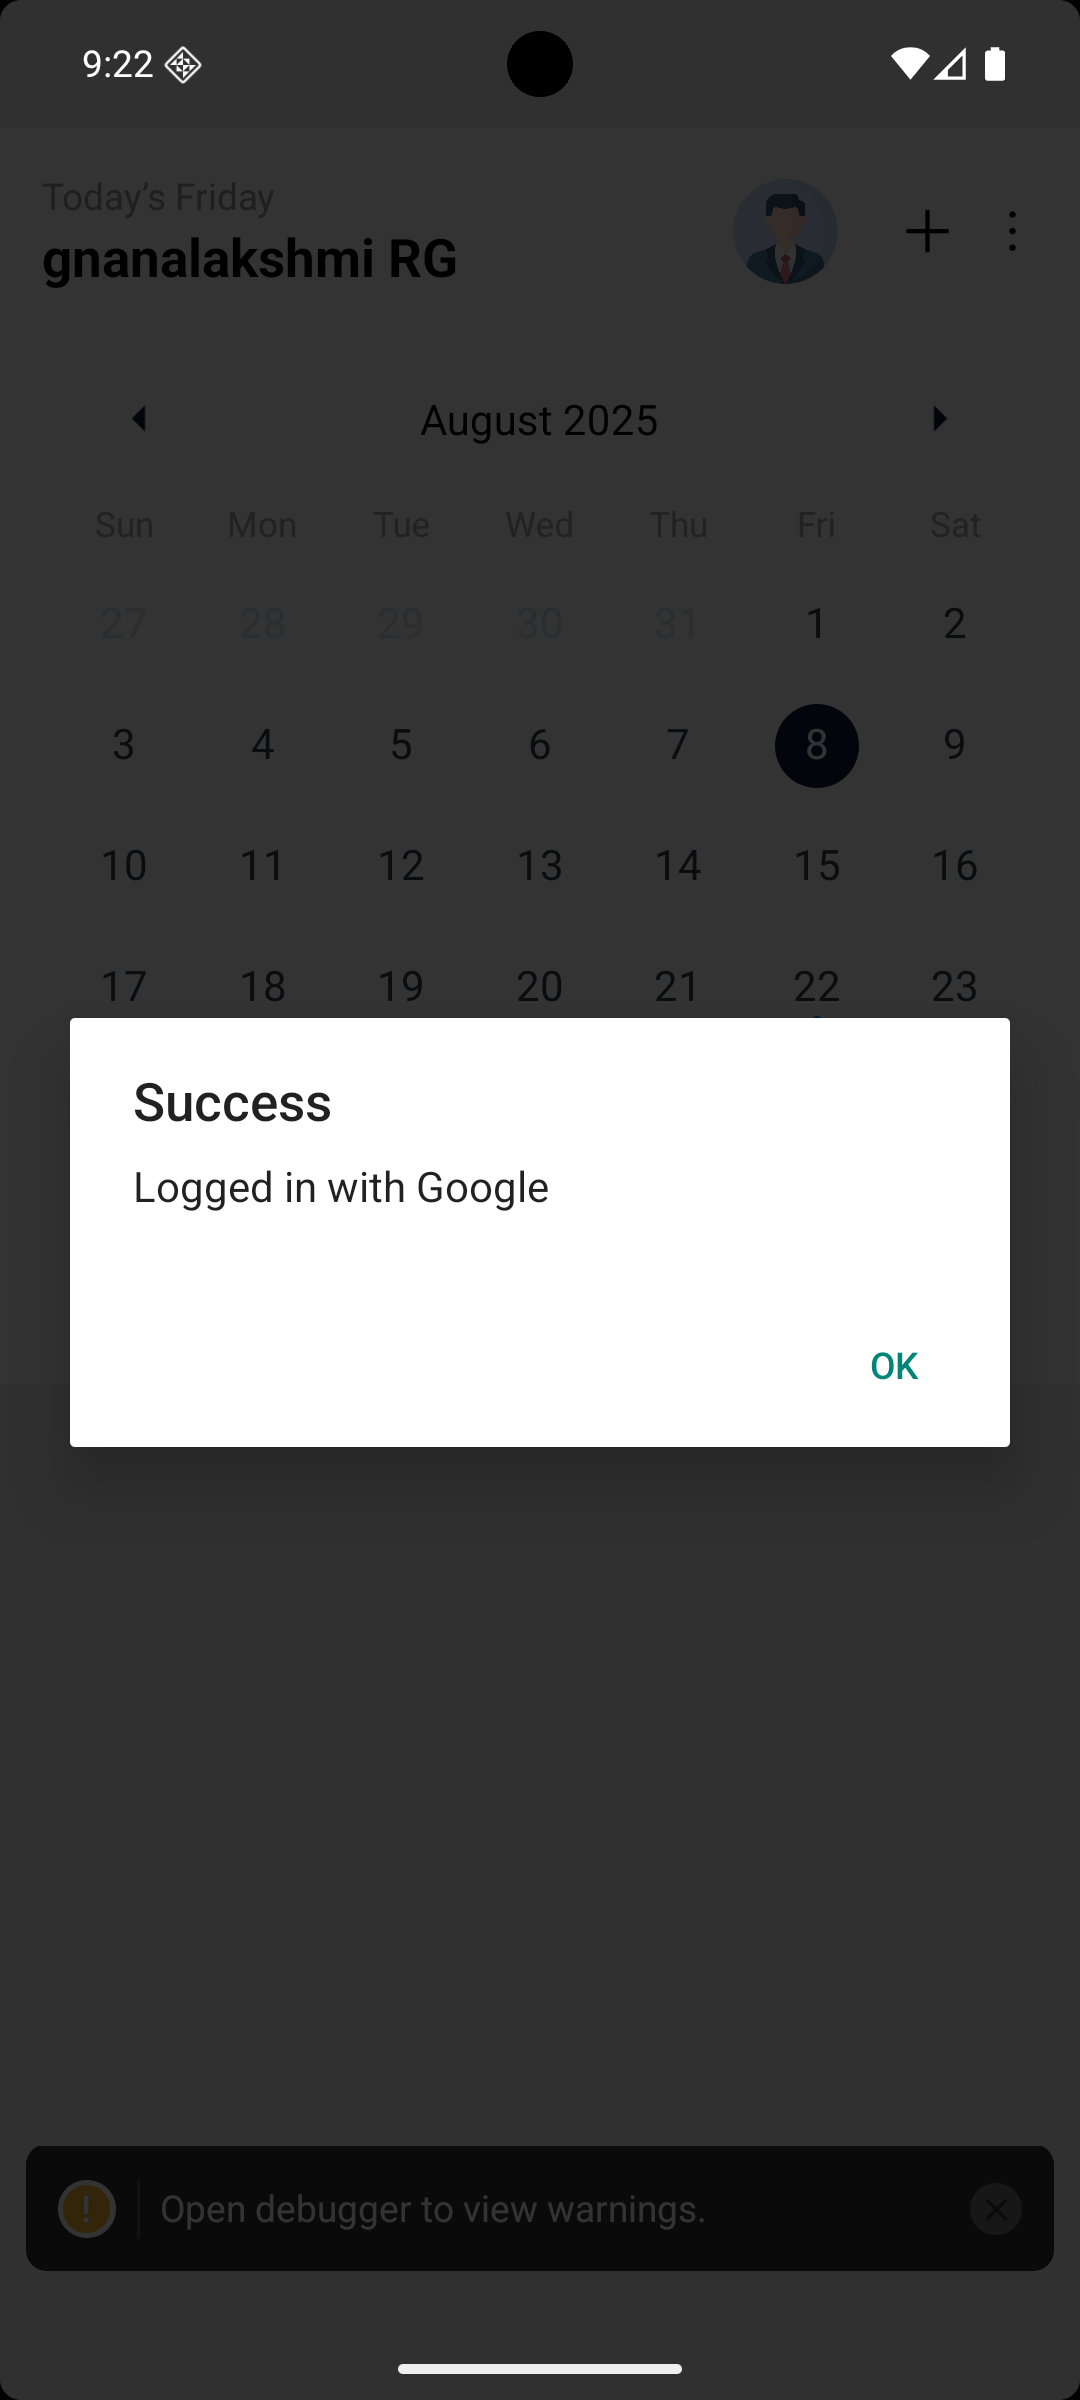 9:22
Today’s Friday
gnanalakshmi RG
August 2025
Sun Mon Tue Wed Thu Fri Sat
27 28 29 30 31 1 2
3 4 5 6 7 8 9
10 11 12 13 14 15 16
17 18 19 20 21 22 23
Success
Logged in with Google
OK
! Open debugger to view warnings.